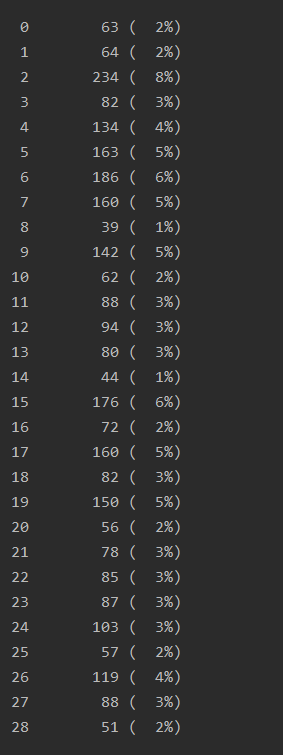 0 63 ( 2%)
1 64 ( 2%)
2 234 ( 8%)
3 82 ( 3%)
4 134 ( 4%)
5 163 ( 5%)
6 186 ( 6%)
7 160 ( 5%)
8 39 ( 1%)
9 142 ( 5%)
10 62 ( 2%)
11 88 ( 3%)
12 94 ( 3%)
13 80 ( 3%)
14 44 ( 1%)
15 176 ( 6%)
16 72 ( 2%)
17 160 ( 5%)
18 82 ( 3%)
19 150 ( 5%)
20 56 ( 2%)
21 78 ( 3%)
22 85 ( 3%)
23 87 ( 3%)
24 103 ( 3%)
25 57 ( 2%)
26 119 ( 4%)
27 88 ( 3%)
28 51 ( 2%)